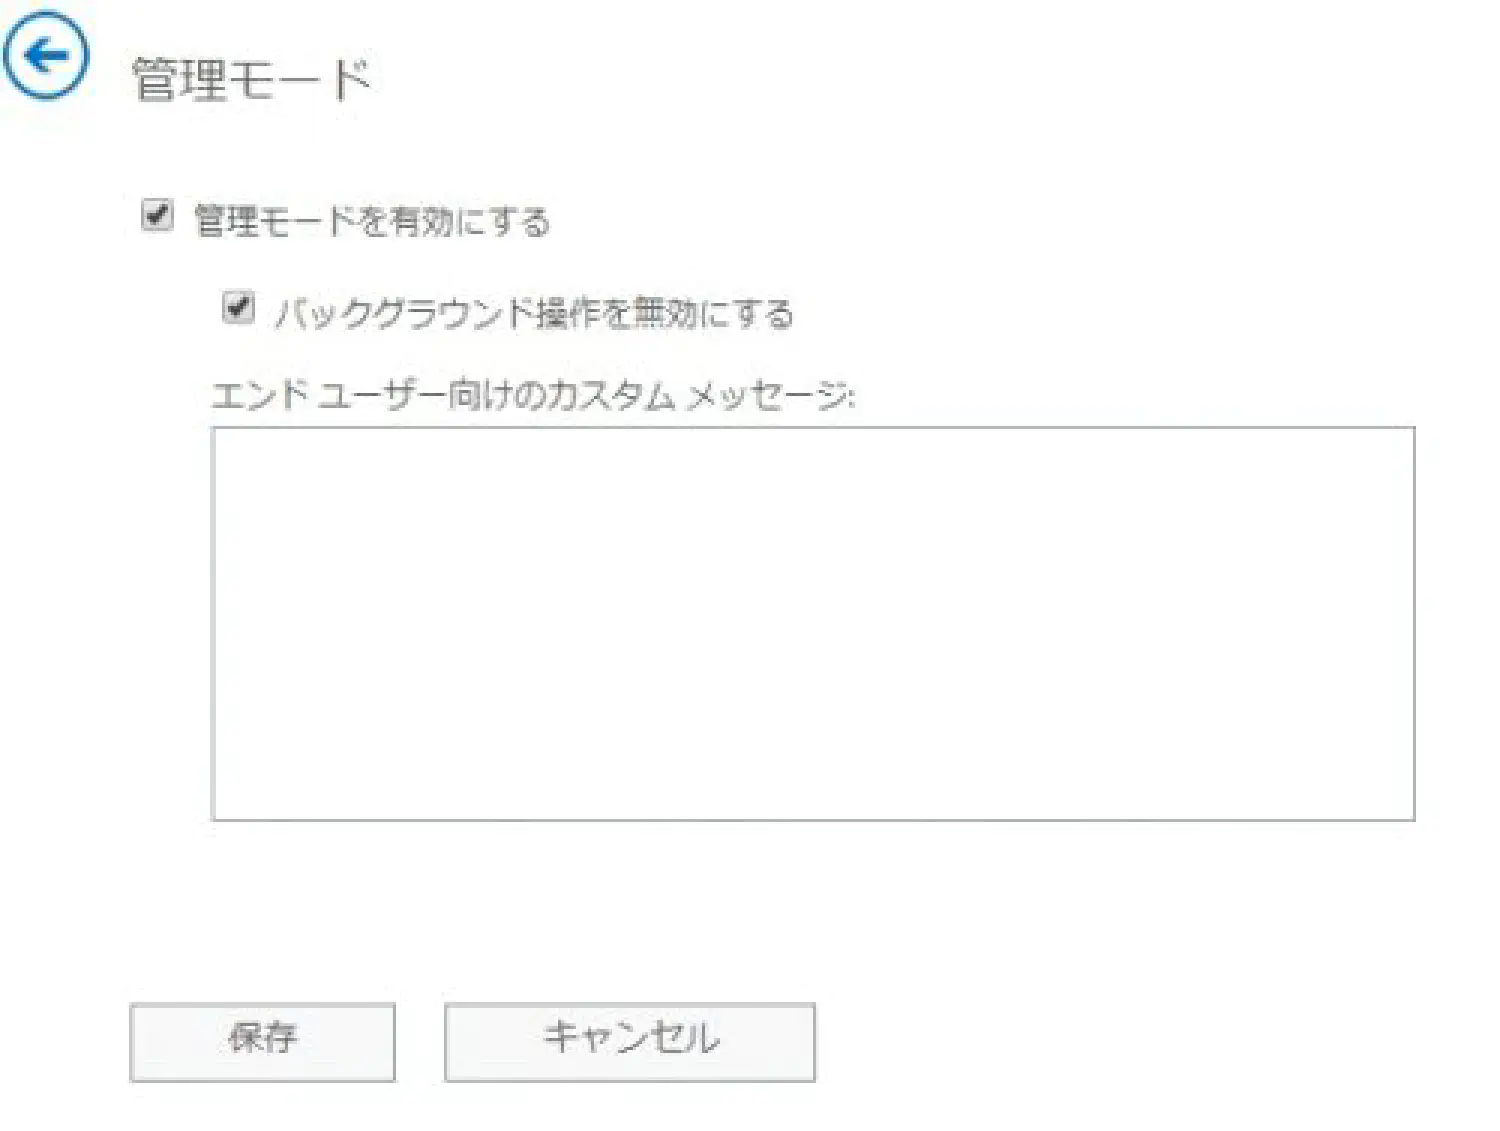 管理モード
管理モードを有効にする
バックグラウンド操作を無効にする
エンド ユーザー向けのカスタム メッセージ:
保存
キャンセル